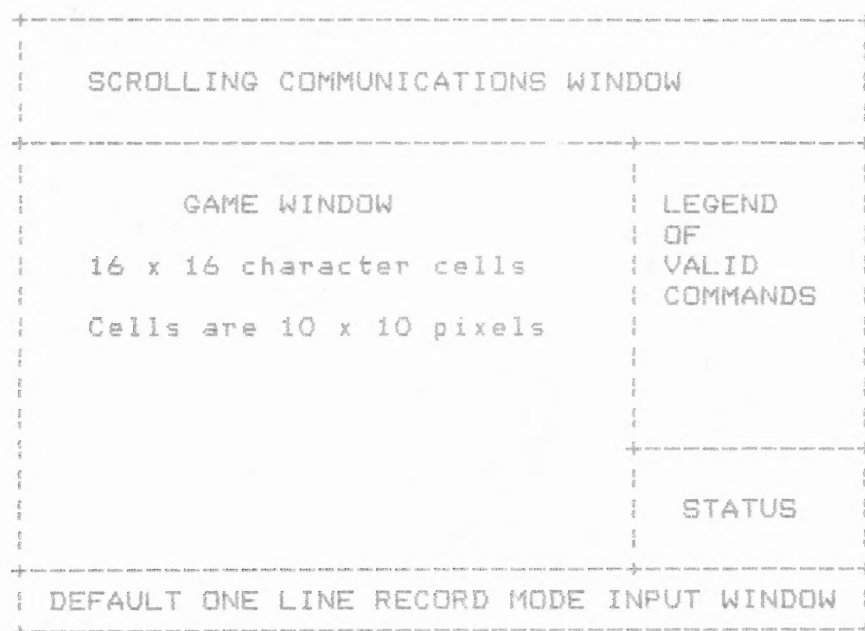 SCROLLING COMMUNICATIONS WINDOW
GAME WINDOW
16 x 16 character cells
Cells are 10 x 10 pixels
LEGEND
OF
VALID
COMMANDS
STATUS
DEFAULT ONE LINE RECORD MODE INPUT WINDOW